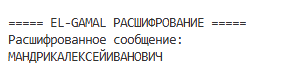 ===== EL-GAMAL РАСШИФРОВАНИЕ =====
Расшифрованное сообщение:
МАНДРИКАЛЕКСЕЙИВАНОВИЧ